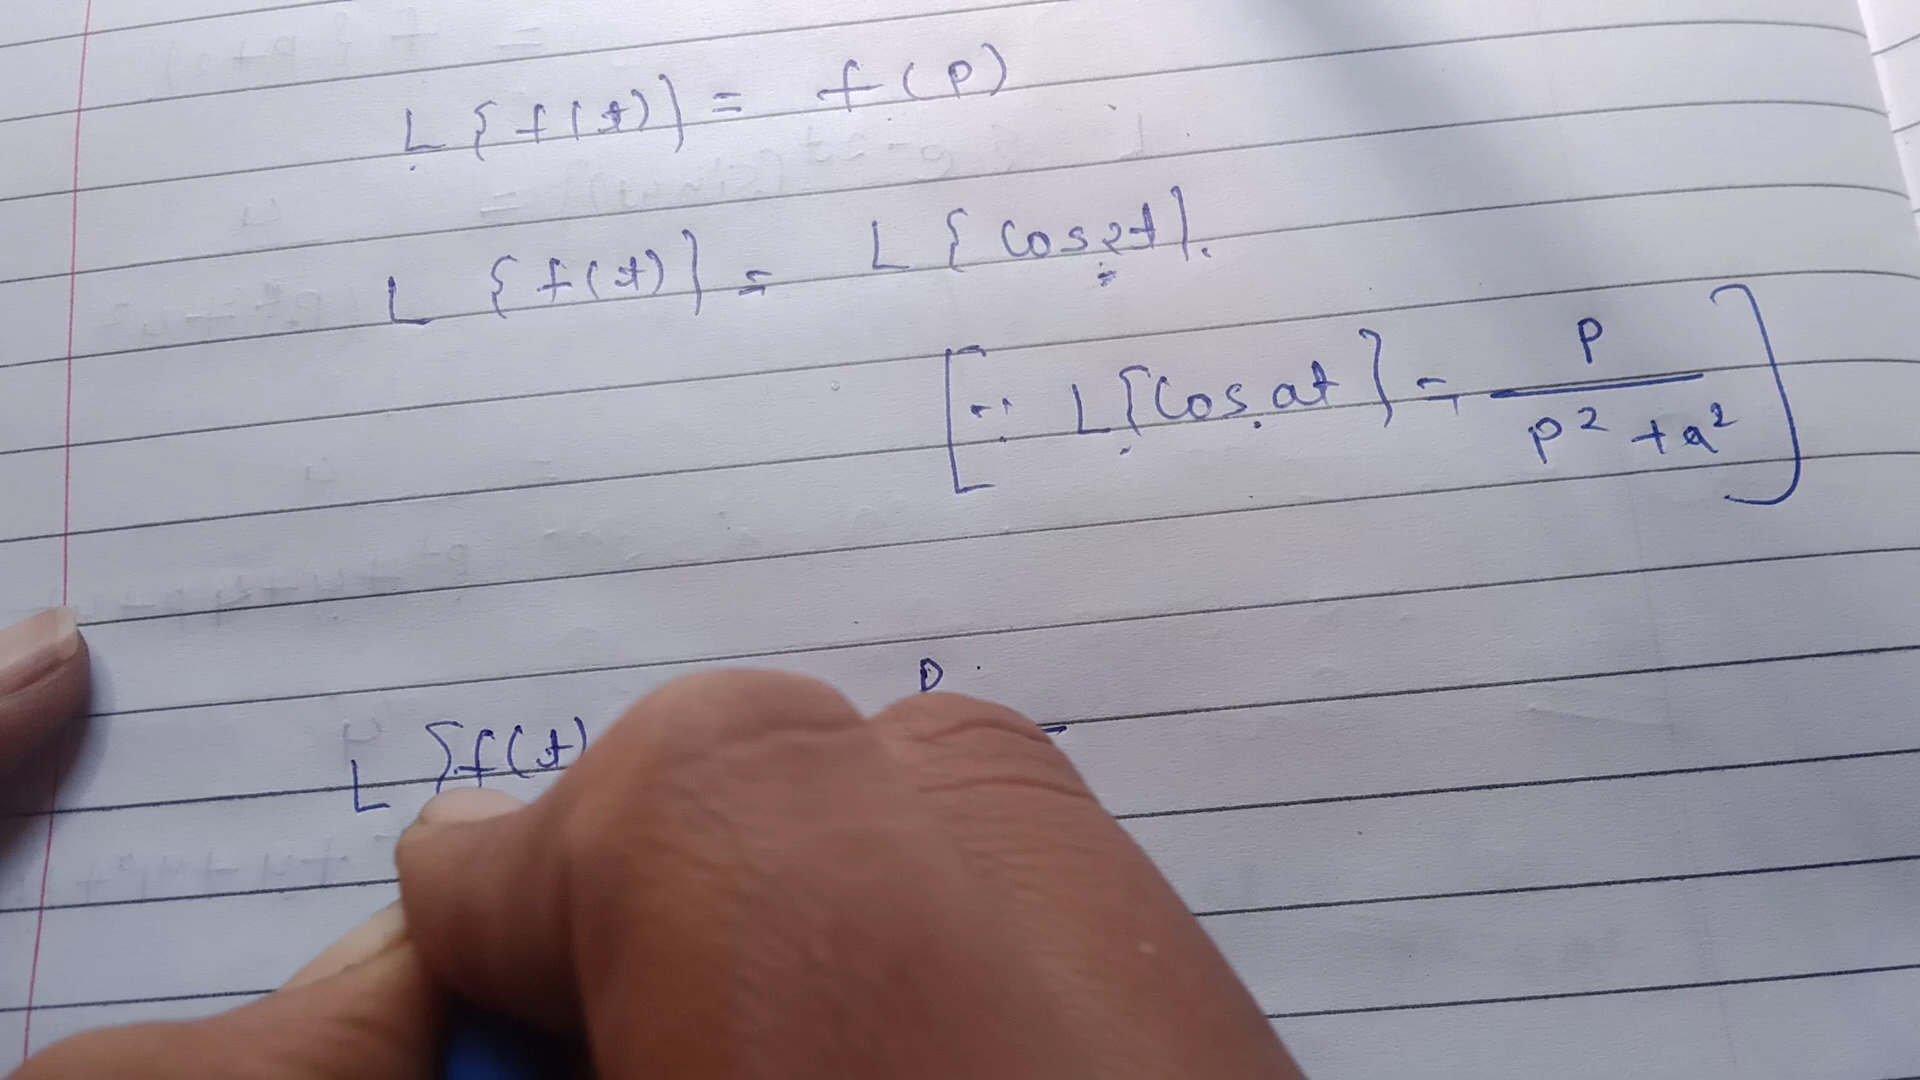 L {f(t)} = f(p)
L {f(t)} = L {Cos2t}.
[∵ L{Cos at} = p / p² + a²]
p
L {f(t)